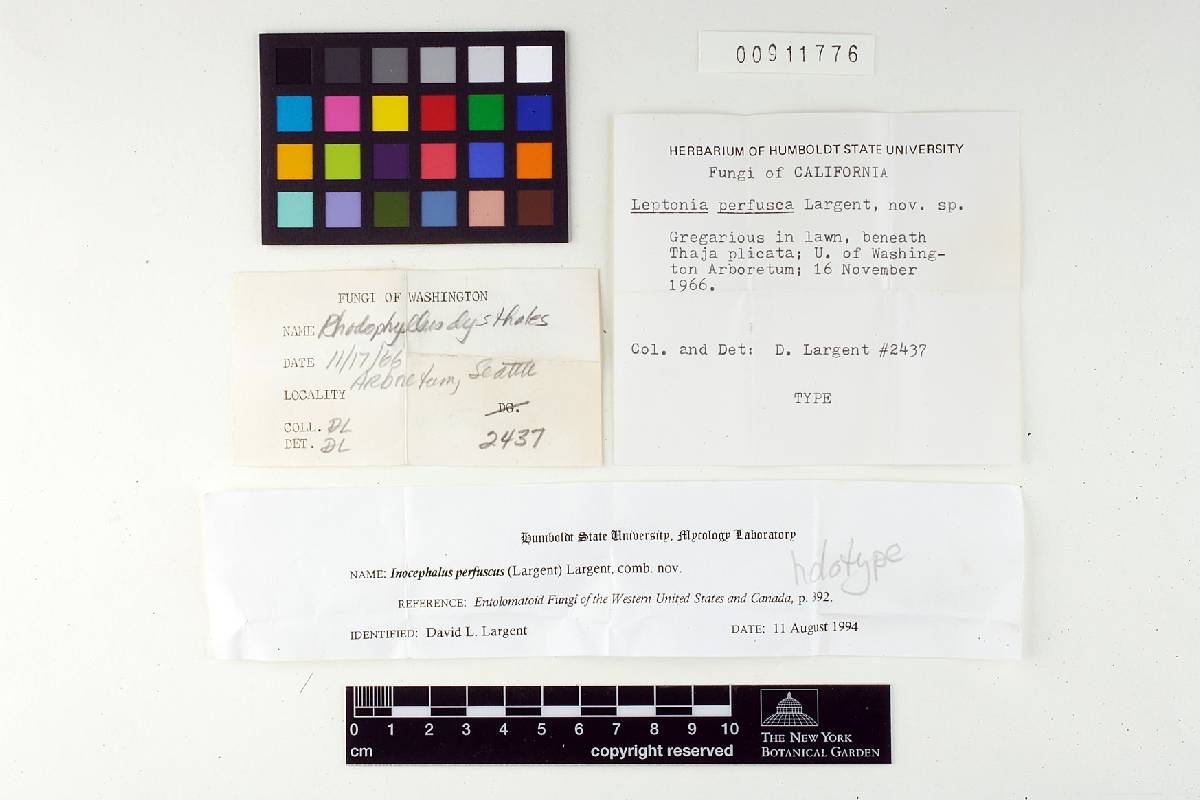 00911776
HERBARIUM OF HUMBOLDT STATE UNIVERSITY
Fungi of CALIFORNIA
Leptonia perfusca Largent, nov. sp.
Gregarious in lawn, beneath
Thaja plicata; U. of Washing-
ton Arboretum; 16 November
1966.
Col. and Det: D. Largent #2437
TYPE
FUNGI OF WASHINGTON
NAME Rhodophyllus dysthales
DATE 11/17/66
LOCALITY Arboretum, Seattle
DG.
COLL. DL
DET. DL
2437
Humboldt State University, Mycology Laboratory
NAME: Inocephalus perfuscus (Largent) Largent, comb. nov.
holotype
REFERENCE: Entolomatoid Fungi of the Western United States and Canada, p. 392.
IDENTIFIED: David L. Largent DATE: 11 August 1994
0 1 2 3 4 5 6 7 8 9 10
cm copyright reserved
THE NEW YORK
BOTANICAL GARDEN